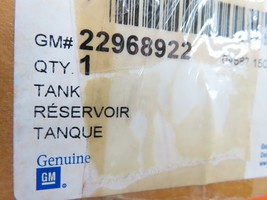 GM# 22968922
QTY. 1
TANK
RÉSERVOIR
TANQUE
Genuine
GM